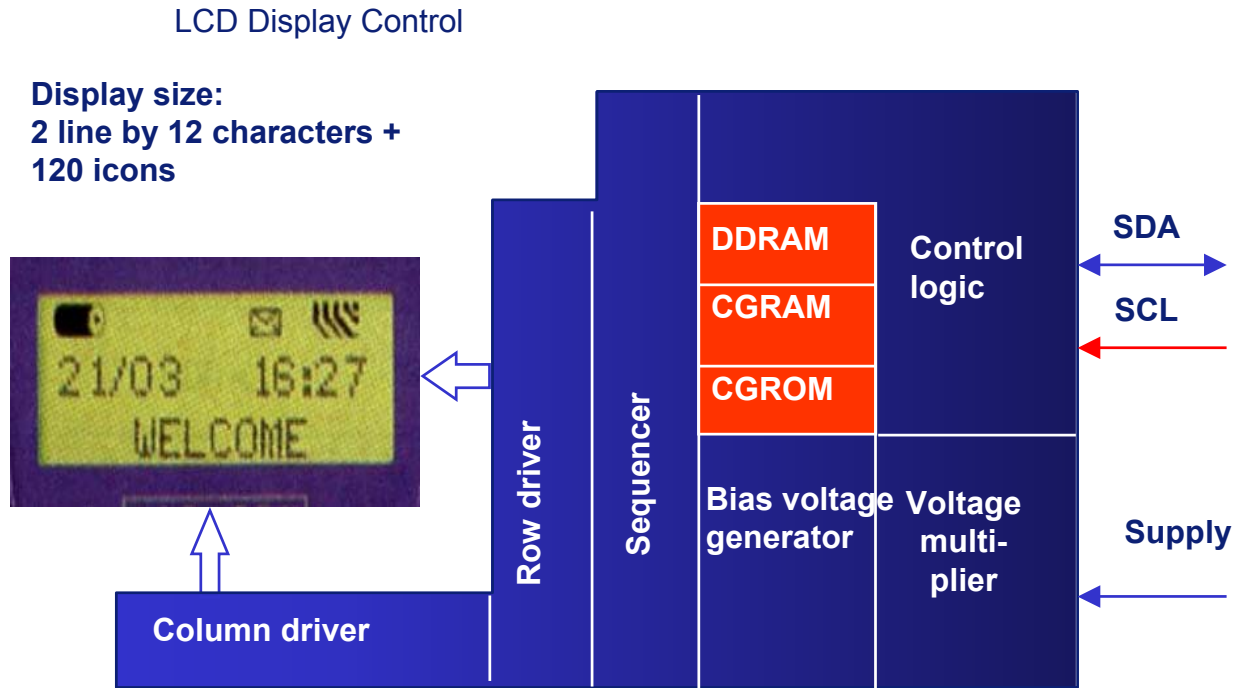 LCD Display Control
Display size:
2 line by 12 characters +
120 icons
21/03 16:27
WELCOME
Column driver
Row driver
Sequencer
DDRAM
CGRAM
CGROM
Control
logic
Bias voltage
generator
Voltage
multi-
plier
SDA
SCL
Supply